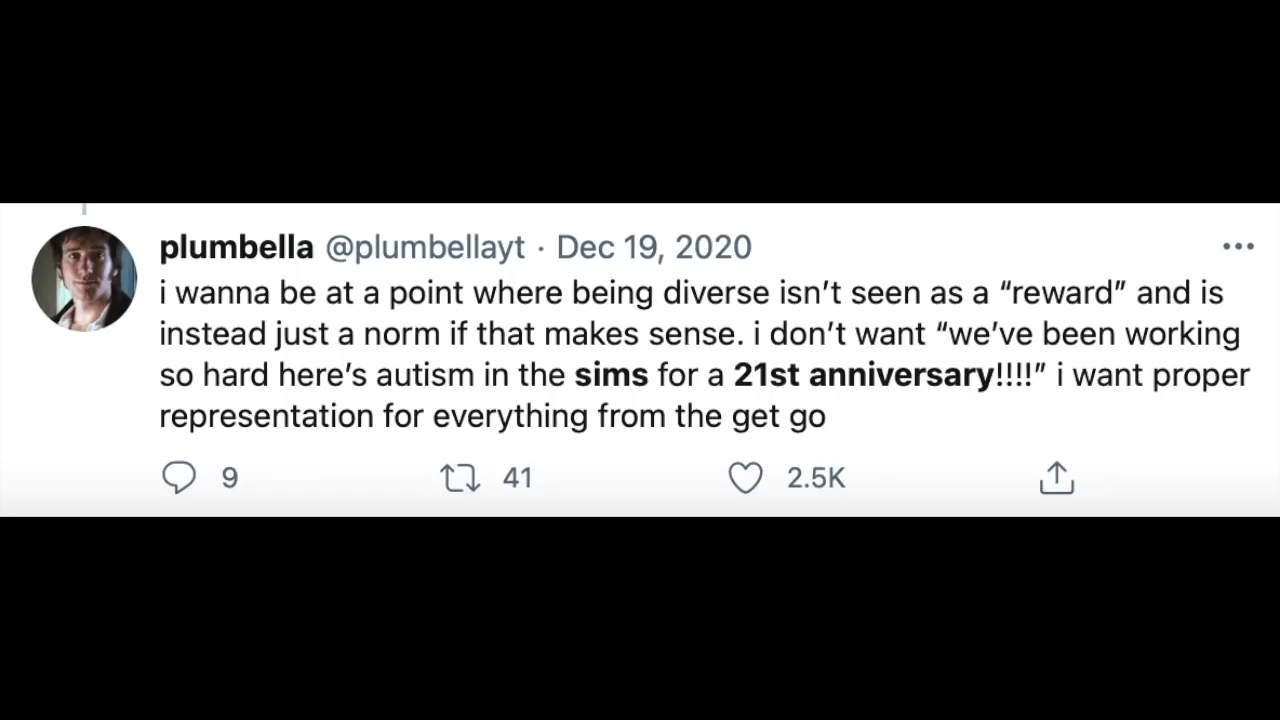 plumbella @plumbellayt · Dec 19, 2020
i wanna be at a point where being diverse isn’t seen as a “reward” and is
instead just a norm if that makes sense. i don’t want “we’ve been working
so hard here’s autism in the sims for a 21st anniversary!!!!” i want proper
representation for everything from the get go
9 41 2.5K